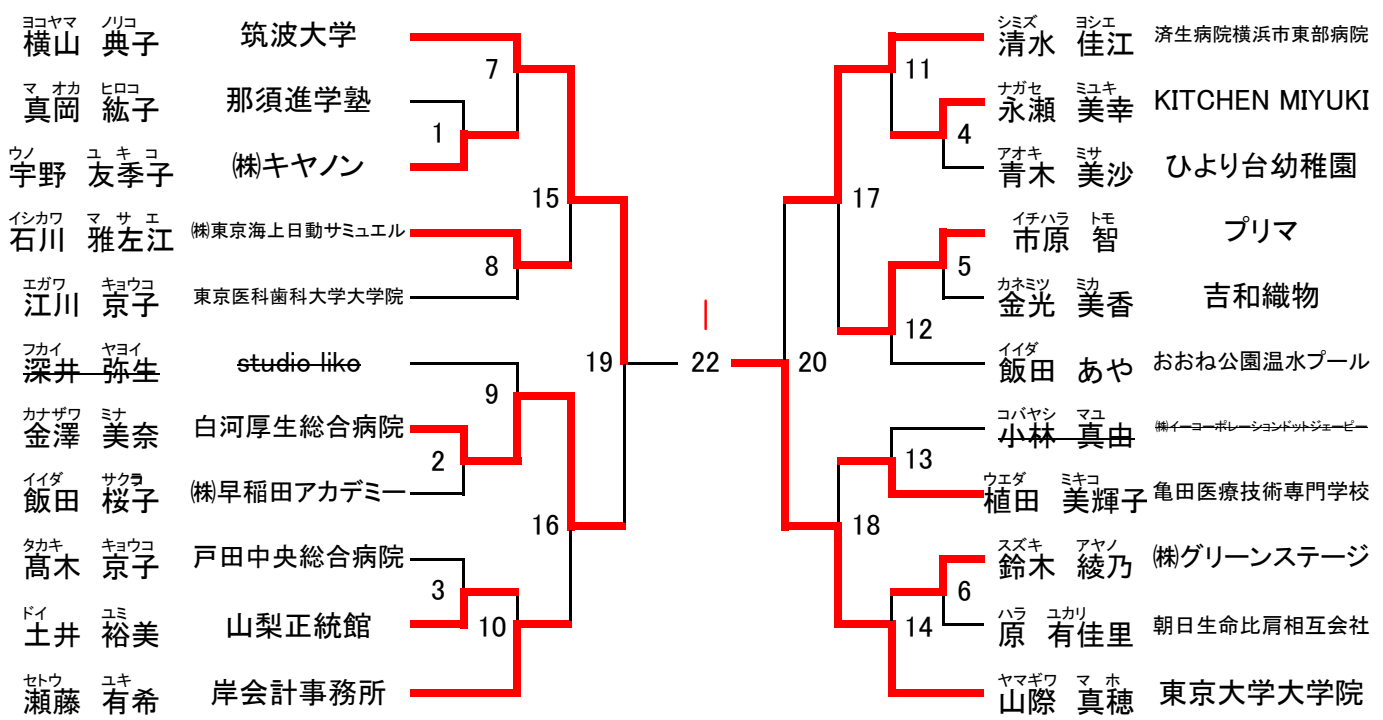 ヨコヤマ ノリコ
横山 典子 筑波大学
マ オカ ヒロコ
真岡 紘子 那須進学塾
ウノ ユ キ コ
宇野 友季子 ㈱キヤノン
イシカワ マ サ エ
石川 雅左江 ㈱東京海上日動サミュエル
エガワ キョウコ
江川 京子 東京医科歯科大学大学院
フカイ ヤヨイ
深井 弥生 studio liko
カナザワ ミナ
金澤 美奈 白河厚生総合病院
イイダ サクラ
飯田 桜子 ㈱早稲田アカデミー
タカキ キョウコ
髙木 京子 戸田中央総合病院
ドイ ユミ
土井 裕美 山梨正統館
セトウ ユキ
瀬藤 有希 岸会計事務所
7
1
15
8
19
9
2
16
3
10
22
11
4
17
5
12
20
13
18
6
14
シミズ ヨシエ
清水 佳江 済生病院横浜市東部病院
ナガセ ミユキ
永瀬 美幸 KITCHEN MIYUKI
アオキ ミサ
青木 美沙 ひより台幼稚園
イチハラ トモ
市原 智 プリマ
カネミツ ミカ
金光 美香 吉和織物
イイダ
飯田 あや おおね公園温水プール
コバヤシ マユ
小林 真由 ㈱イーコーポレーションドットジェーピー
ウエダ ミキコ
植田 美輝子 亀田医療技術専門学校
スズキ アヤノ
鈴木 綾乃 ㈱グリーンステージ
ハラ ユカリ
原 有佳里 朝日生命比肩相互会社
ヤマギワ マ ホ
山際 真穂 東京大学大学院